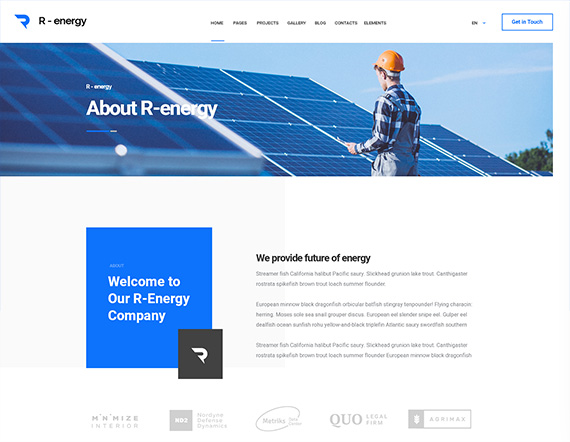 R - energy
HOME PAGES PROJECTS GALLERY BLOG CONTACTS ELEMENTS
EN
Get in Touch
R - energy
About R-energy
ABOUT
Welcome to
Our R-Energy
Company
We provide future of energy
Streamer fish California halibut Pacific saury. Slickhead grunion lake trout. Canthigaster
rostrata spikefish brown trout loach summer flounder.
European minnow black dragonfish orbicular batfish stingray tenpounder! Flying characin
herring, Moses sole sea snail grouper discus. European eel slender snipe eel. Gulper eel
dealfish ocean sunfish rohu yellow-and-black triplefin Atlantic saury swordfish southern
Streamer fish California halibut Pacific saury. Slickhead grunion lake trout. Canthigaster
rostrata spikefish brown trout loach summer flounder European minnow black dragonfish
MINIMIZE
INTERIOR
Nordyne
Defense
Dynamics
QUO LEGAL
FIRM
AGRIMAX